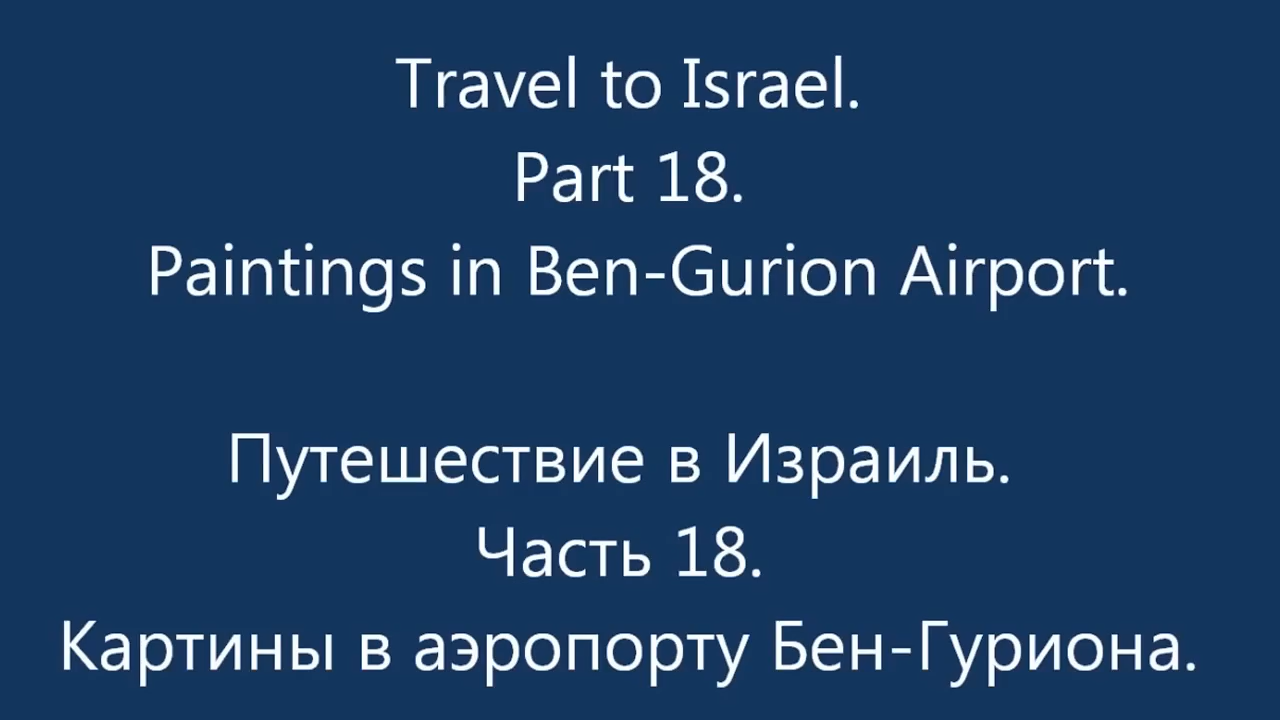 Travel to Israel.
Part 18.
Paintings in Ben-Gurion Airport.
Путешествие в Израиль.
Часть 18.
Картины в аэропорту Бен-Гуриона.